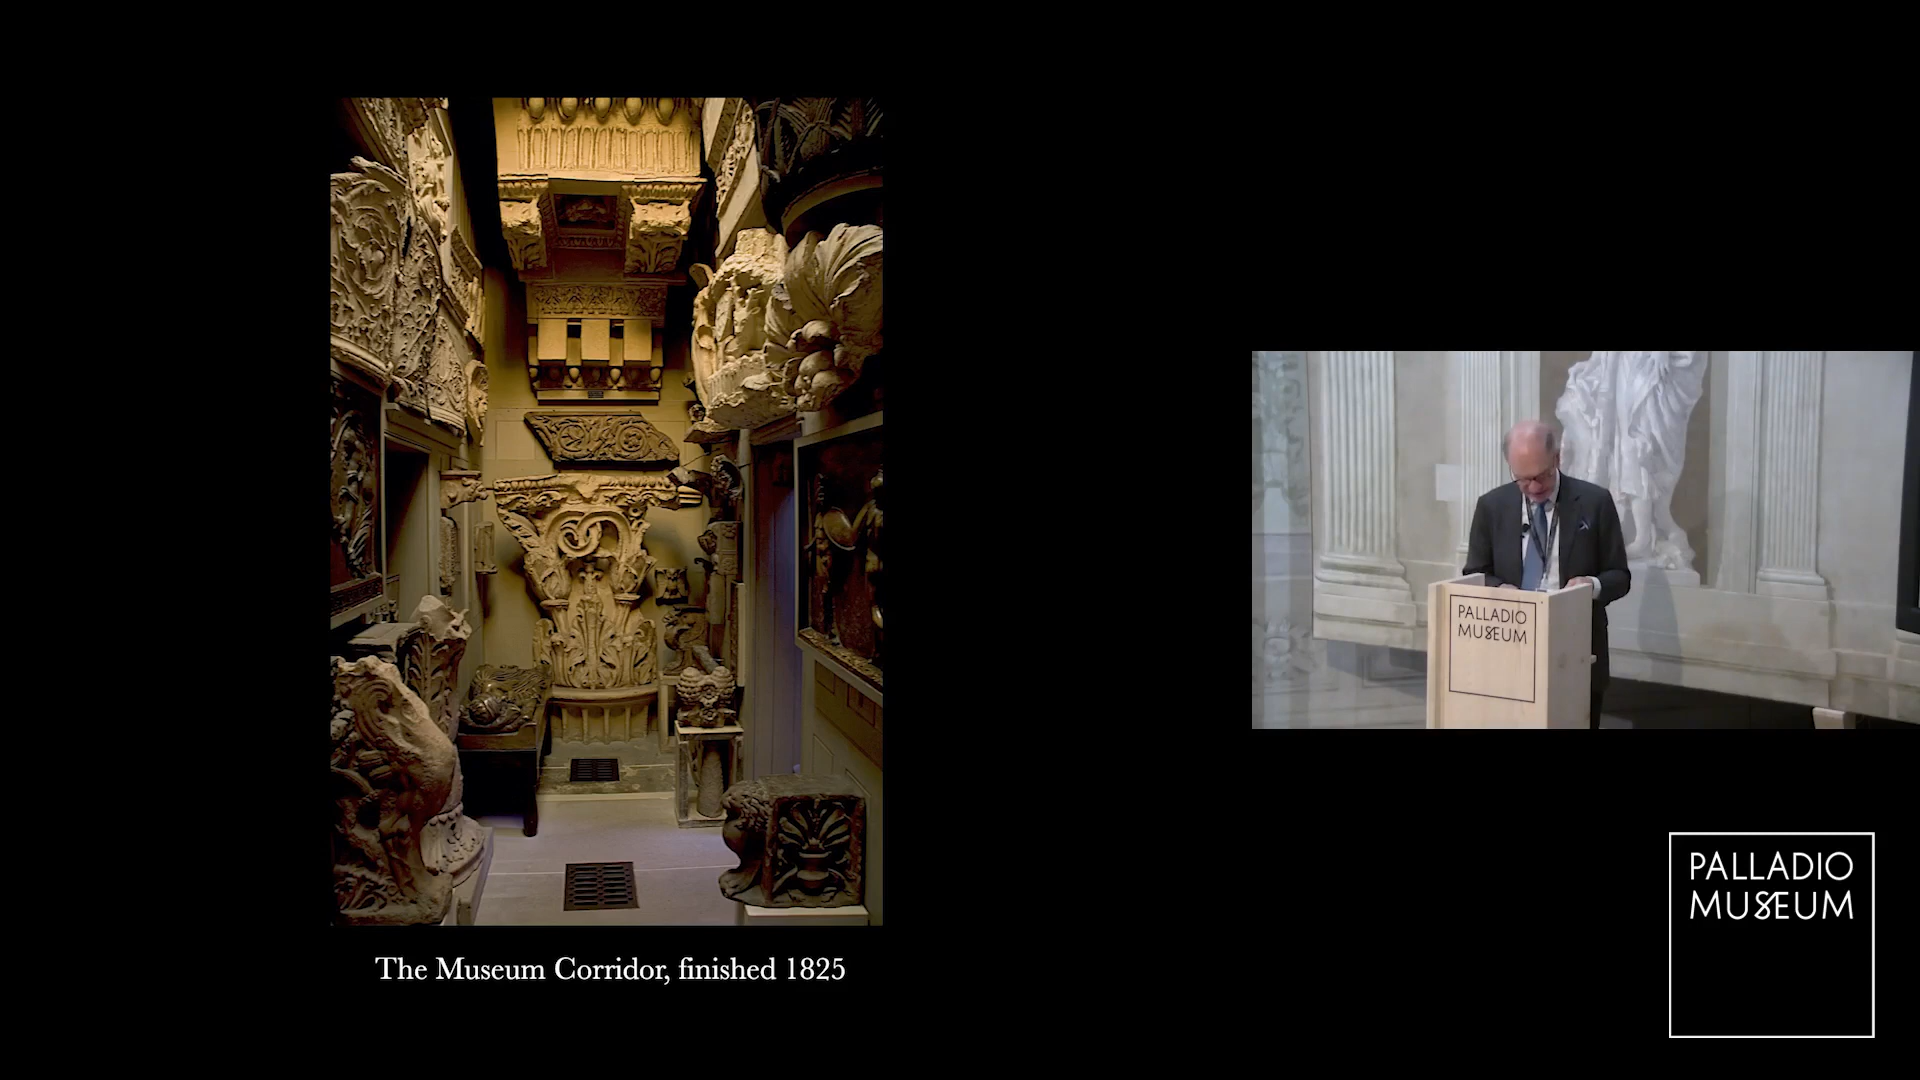 The Museum Corridor, finished 1825
PALLADIO
MUSEUM
PALLADIO
MUSEUM